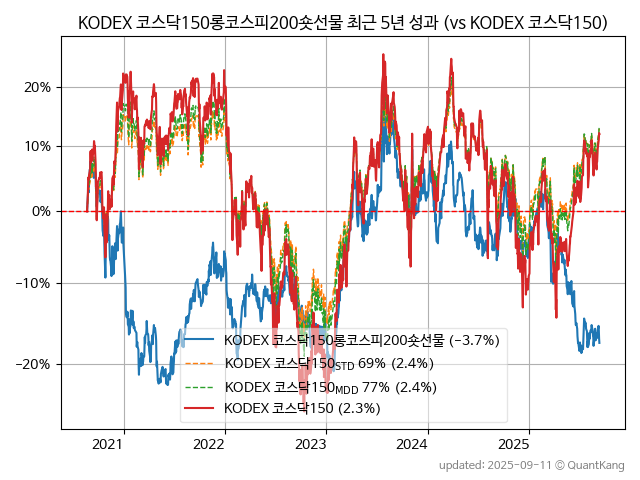 KODEX 코스닥150롱코스피200숏선물 최근 5년 성과 (vs KODEX 코스닥150)
20%
10%
0%
−10%
−20%
KODEX 코스닥150롱코스피200숏선물 (−3.7%)
KODEX 코스닥150STD 69% (2.4%)
KODEX 코스닥150MDD 77% (2.4%)
KODEX 코스닥150 (2.3%)
2021 2022 2023 2024 2025
updated: 2025-09-11 © QuantKang